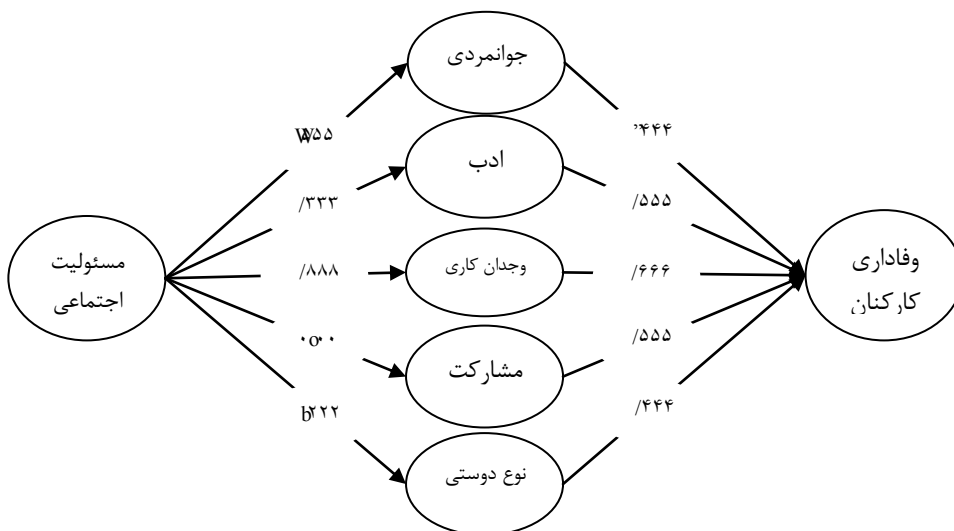 جوانمردی
ادب
/۳۳۳
/۵۵۵
مسئولیت
اجتماعی
/۸۸۸
وجدان کاری
/۶۶۶
وفاداری
کارکنان
مشارکت
/۵۵۵
/۴۴۴
نوع دوستی